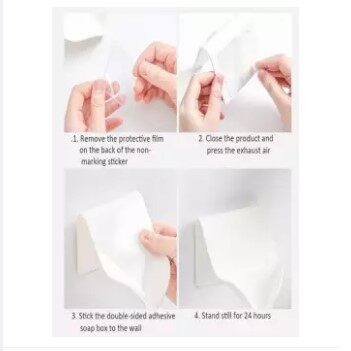 .1. Remove the protective film
on the back of the non-
marking sticker
2. Close the product and
press the exhaust air
3. Stick the double-sided adhesive
soap box to the wall
4. Stand still for 24 hours